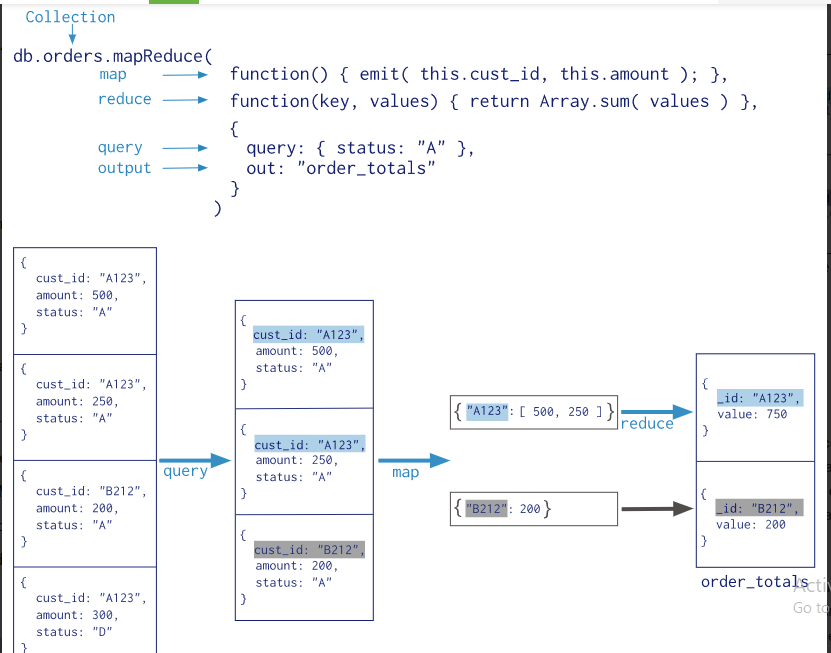 Collection
db.orders.mapReduce(
map function() { emit( this.cust_id, this.amount ); },
reduce function(key, values) { return Array.sum( values ) },
{
query query: { status: "A" },
output out: "order_totals"
}
)
{
cust_id: "A123",
amount: 500,
status: "A"
}
{
cust_id: "A123",
amount: 250,
status: "A"
}
{
cust_id: "B212",
amount: 200,
status: "A"
}
{
cust_id: "A123",
amount: 300,
status: "D"
}
query
{
cust_id: "A123",
amount: 500,
status: "A"
}
{
cust_id: "A123",
amount: 250,
status: "A"
}
{
cust_id: "B212",
amount: 200,
status: "A"
}
map
{"A123": [ 500, 250 ]}
{"B212": 200}
reduce
{
_id: "A123",
value: 750
}
{
_id: "B212",
value: 200
}
order_totals
Go to